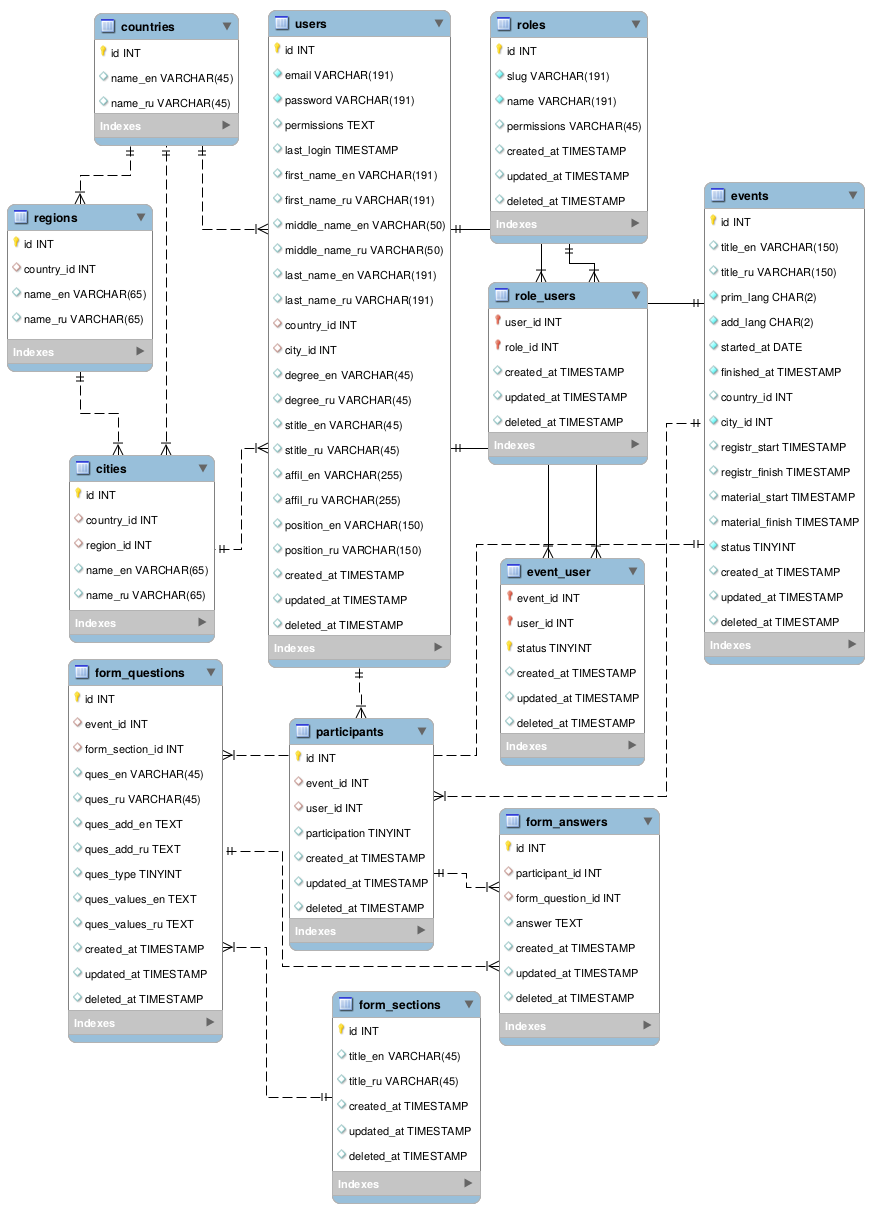 countries
id INT
name_en VARCHAR(45)
name_ru VARCHAR(45)
Indexes
users
id INT
email VARCHAR(191)
password VARCHAR(191)
permissions TEXT
last_login TIMESTAMP
first_name_en VARCHAR(191)
first_name_ru VARCHAR(191)
middle_name_en VARCHAR(50)
middle_name_ru VARCHAR(50)
last_name_en VARCHAR(191)
last_name_ru VARCHAR(191)
country_id INT
city_id INT
degree_en VARCHAR(45)
degree_ru VARCHAR(45)
stitle_en VARCHAR(45)
stitle_ru VARCHAR(45)
affil_en VARCHAR(255)
affil_ru VARCHAR(255)
position_en VARCHAR(150)
position_ru VARCHAR(150)
created_at TIMESTAMP
updated_at TIMESTAMP
deleted_at TIMESTAMP
Indexes
roles
id INT
slug VARCHAR(191)
name VARCHAR(191)
permissions VARCHAR(45)
created_at TIMESTAMP
updated_at TIMESTAMP
deleted_at TIMESTAMP
Indexes
events
id INT
title_en VARCHAR(150)
title_ru VARCHAR(150)
prim_lang CHAR(2)
add_lang CHAR(2)
started_at DATE
finished_at TIMESTAMP
country_id INT
city_id INT
registr_start TIMESTAMP
registr_finish TIMESTAMP
material_start TIMESTAMP
material_finish TIMESTAMP
status TINYINT
created_at TIMESTAMP
updated_at TIMESTAMP
deleted_at TIMESTAMP
Indexes
regions
id INT
country_id INT
name_en VARCHAR(65)
name_ru VARCHAR(65)
Indexes
role_users
user_id INT
role_id INT
created_at TIMESTAMP
updated_at TIMESTAMP
deleted_at TIMESTAMP
Indexes
cities
id INT
country_id INT
region_id INT
name_en VARCHAR(65)
name_ru VARCHAR(65)
Indexes
event_user
event_id INT
user_id INT
status TINYINT
created_at TIMESTAMP
updated_at TIMESTAMP
deleted_at TIMESTAMP
Indexes
form_questions
id INT
event_id INT
form_section_id INT
ques_en VARCHAR(45)
ques_ru VARCHAR(45)
ques_add_en TEXT
ques_add_ru TEXT
ques_type TINYINT
ques_values_en TEXT
ques_values_ru TEXT
created_at TIMESTAMP
updated_at TIMESTAMP
deleted_at TIMESTAMP
Indexes
participants
id INT
event_id INT
user_id INT
participation TINYINT
created_at TIMESTAMP
updated_at TIMESTAMP
deleted_at TIMESTAMP
Indexes
form_answers
id INT
participant_id INT
form_question_id INT
answer TEXT
created_at TIMESTAMP
updated_at TIMESTAMP
deleted_at TIMESTAMP
Indexes
form_sections
id INT
title_en VARCHAR(45)
title_ru VARCHAR(45)
created_at TIMESTAMP
updated_at TIMESTAMP
deleted_at TIMESTAMP
Indexes